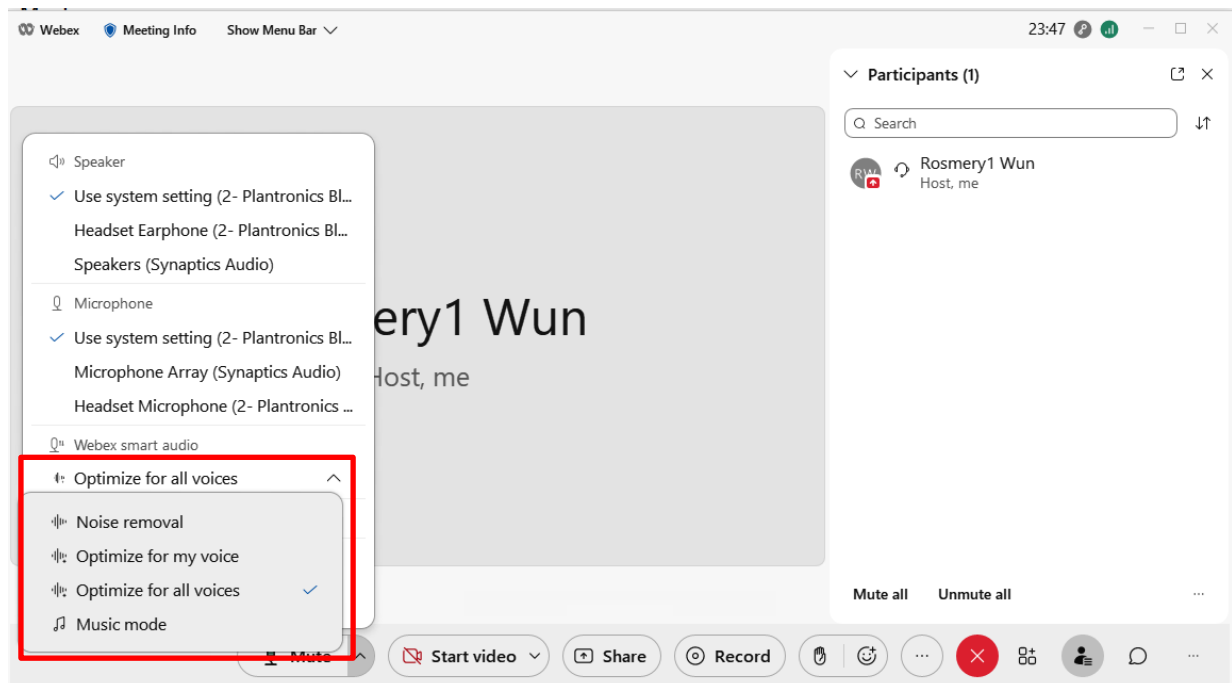 Webex Meeting Info Show Menu Bar 23:47
Participants (1)
Search
RW Rosmery1 Wun
Host, me
Speaker
Use system setting (2- Plantronics Bl...
Headset Earphone (2- Plantronics Bl...
Speakers (Synaptics Audio)
Microphone
Use system setting (2- Plantronics Bl...
Microphone Array (Synaptics Audio)
Headset Microphone (2- Plantronics ...
Webex smart audio
Optimize for all voices
Noise removal
Optimize for my voice
Optimize for all voices
Music mode
ery1 Wun
Host, me
Mute all Unmute all ...
Mute Start video Share Record ... ...